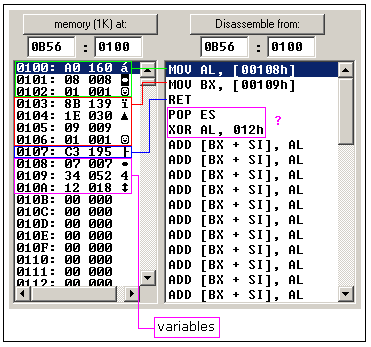 memory (1K) at:
Disassemble from:
0B56 : 0100
0B56 : 0100
0100: A0 160 á
0101: 08 008 ◘
0102: 01 001 ☺
0103: 8B 139 ï
0104: 1E 030 ▲
0105: 09 009
0106: 01 001 ☺
0107: C3 195 ├
0108: 07 007
0109: 34 052 4
010A: 12 018 ↕
010B: 00 000
010C: 00 000
010D: 00 000
010E: 00 000
010F: 00 000
0110: 00 000
0111: 00 000
0112: 00 000
MOV AL, [00108h]
MOV BX, [00109h]
RET
POP ES
XOR AL, 012h
?
ADD [BX + SI], AL
ADD [BX + SI], AL
ADD [BX + SI], AL
ADD [BX + SI], AL
ADD [BX + SI], AL
ADD [BX + SI], AL
ADD [BX + SI], AL
ADD [BX + SI], AL
ADD [BX + SI], AL
ADD [BX + SI], AL
variables